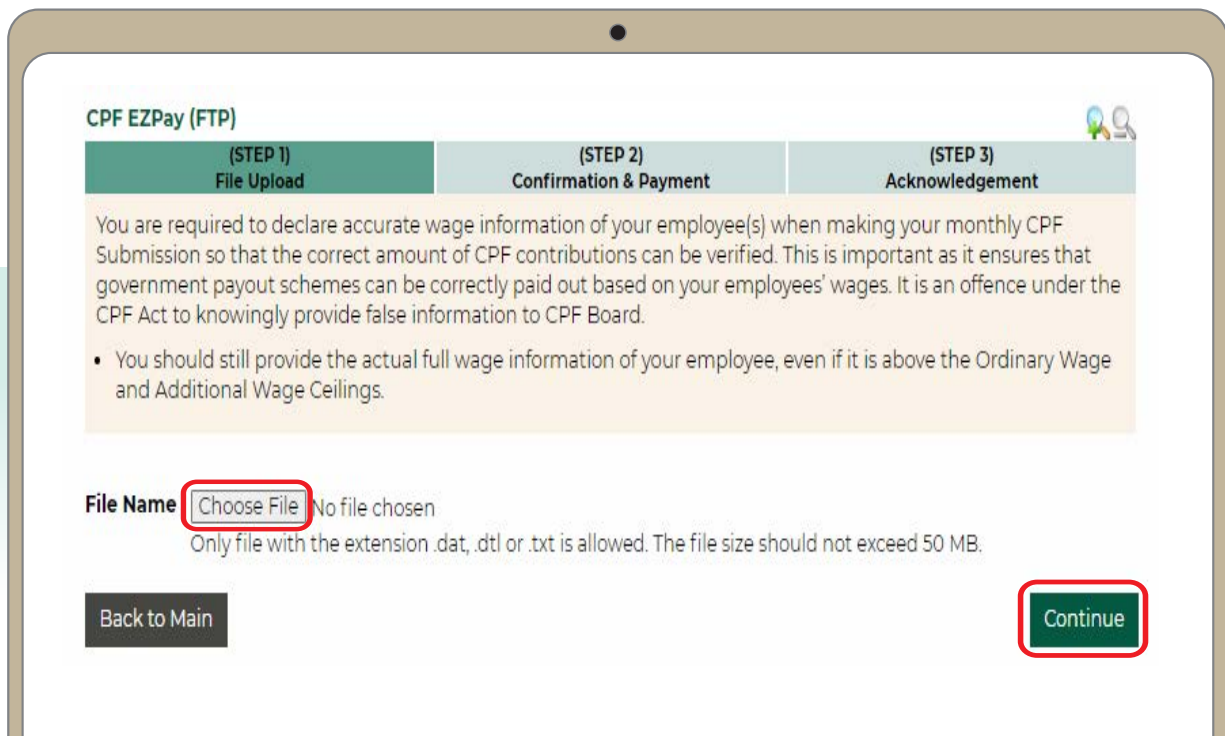 CPF EZPay (FTP)
(STEP 1)
File Upload
(STEP 2)
Confirmation & Payment
(STEP 3)
Acknowledgement
You are required to declare accurate wage information of your employee(s) when making your monthly CPF
Submission so that the correct amount of CPF contributions can be verified. This is important as it ensures that
government payout schemes can be correctly paid out based on your employees' wages. It is an offence under the
CPF Act to knowingly provide false information to CPF Board.
• You should still provide the actual full wage information of your employee, even if it is above the Ordinary Wage
and Additional Wage Ceilings.
File Name Choose File No file chosen
Only file with the extension .dat, .dtl or .txt is allowed. The file size should not exceed 50 MB.
Back to Main
Continue